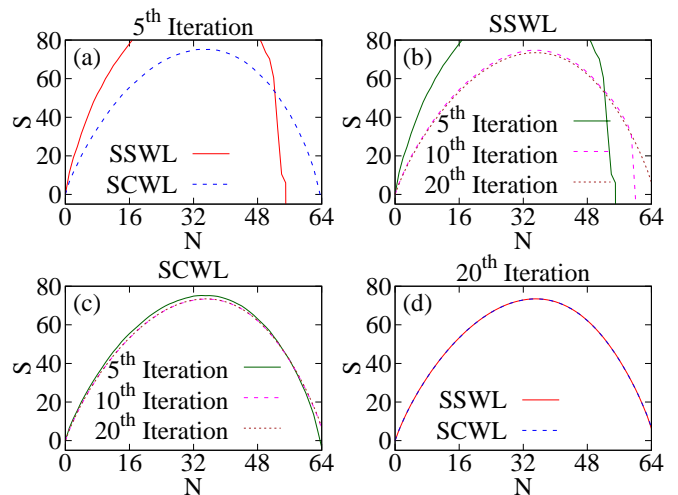 5th Iteration
(a)
S
80
60
40
20
0
SSWL
SCWL
0 16 32 48 64
N
SSWL
(b)
S
80
60
40
20
0
5th Iteration
10th Iteration
20th Iteration
0 16 32 48 64
N
SCWL
(c)
S
80
60
40
20
0
5th Iteration
10th Iteration
20th Iteration
0 16 32 48 64
N
20th Iteration
(d)
S
80
60
40
20
0
SSWL
SCWL
0 16 32 48 64
N